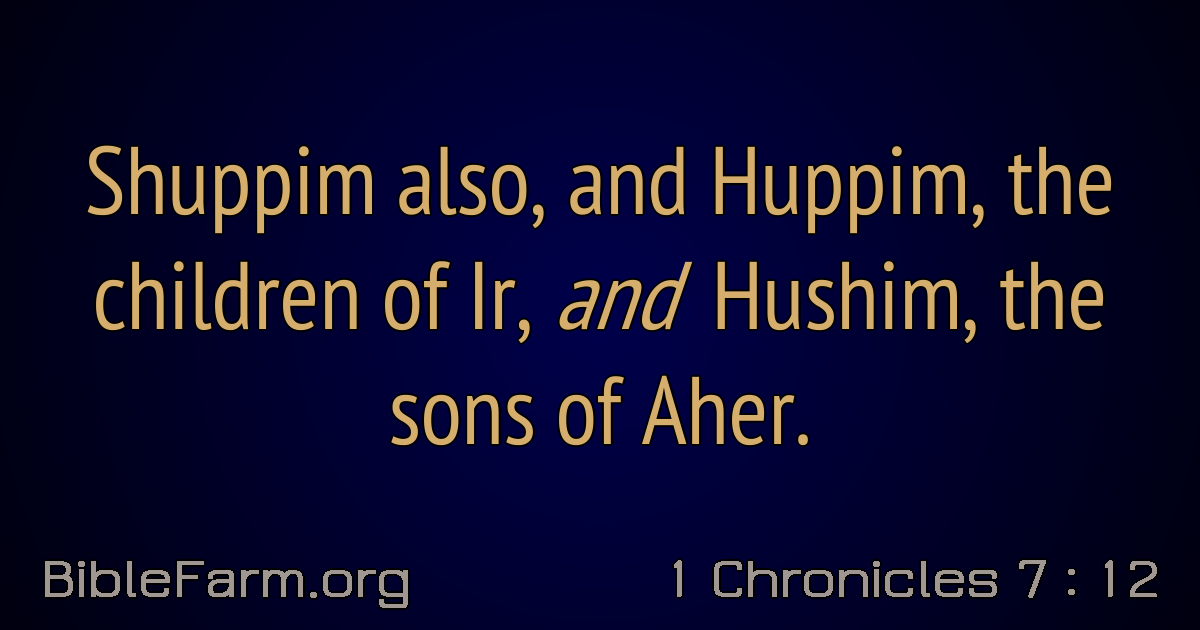 Shuppim also, and Huppim, the
children of Ir, and Hushim, the
sons of Aher.
BibleFarm.org
1 Chronicles 7 : 12